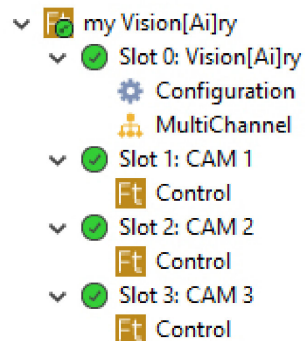 my Vision[Ai]ry
Slot 0: Vision[Ai]ry
Configuration
MultiChannel
Slot 1: CAM 1
Ft Control
Slot 2: CAM 2
Ft Control
Slot 3: CAM 3
Ft Control